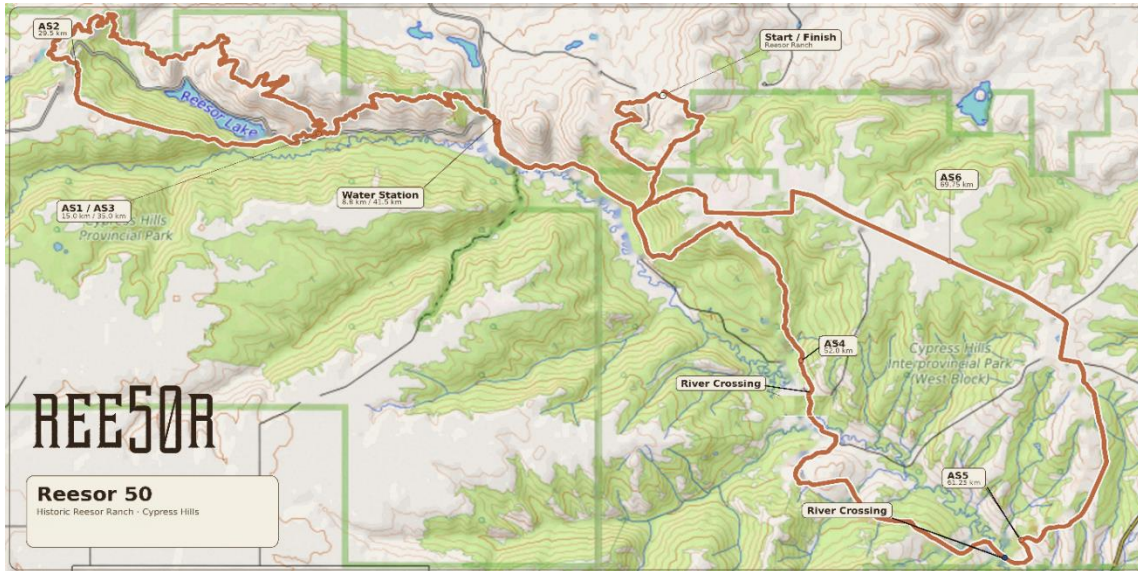 AS2
29.5 km
Start / Finish
Reesor Ranch
Reesor Lake
AS6
69.75 km
Water Station
8.8 km / 41.5 km
AS1 / AS3
15.0 km / 35.0 km
Cypress Hills
Provincial Park
AS4
52.0 km
Cypress Hills
Interprovincial Park
(West Block)
River Crossing
REE50R
AS5
61.25 km
Reesor 50
Historic Reesor Ranch - Cypress Hills
River Crossing